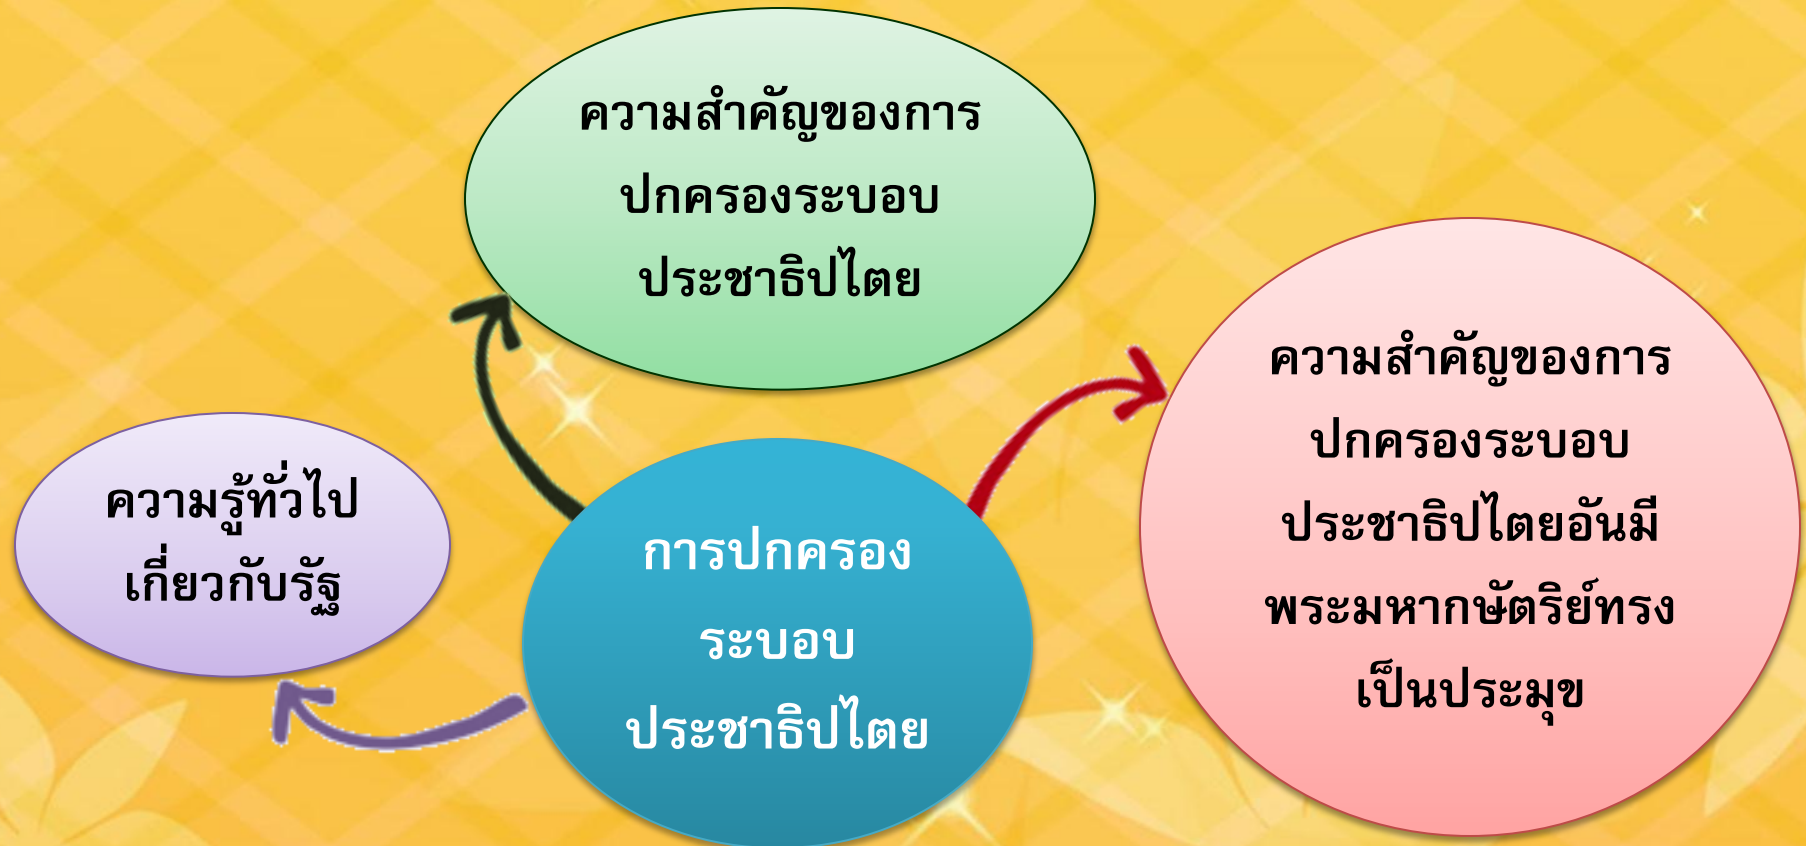 ความสำคัญของการ
ปกครองระบอบ
ประชาธิปไตย
ความรู้ทั่วไป
เกี่ยวกับรัฐ
การปกครอง
ระบอบ
ประชาธิปไตย
ความสำคัญของการ
ปกครองระบอบ
ประชาธิปไตยอันมี
พระมหากษัตริย์ทรง
เป็นประมุข